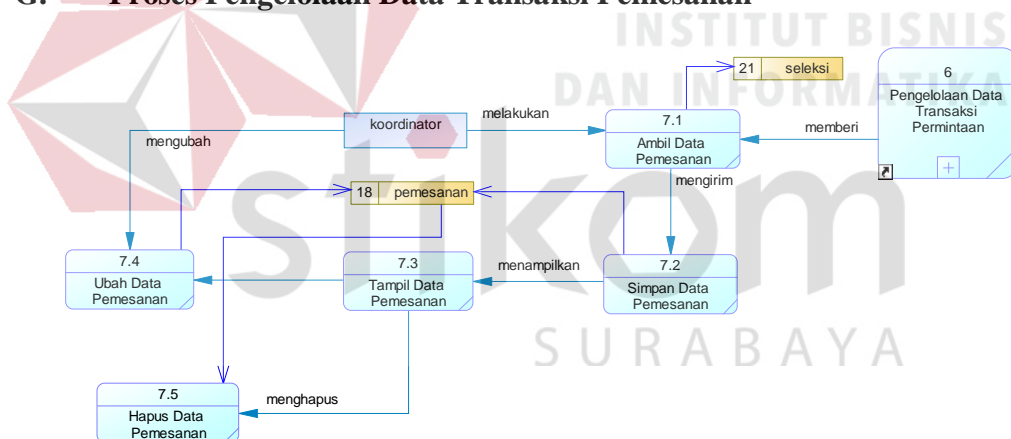 G. Proses Pengelolaan Data Transaksi Pemesanan
INSTITUT BISNIS
DAN INFORMATIKA
stikom
SURABAYA
21 seleksi
6
Pengelolaan Data
Transaksi
Permintaan
koordinator
melakukan
7.1
Ambil Data
Pemesanan
memberi
mengubah
mengirim
18 pemesanan
7.4
Ubah Data
Pemesanan
7.3
Tampil Data
Pemesanan
menampilkan
7.2
Simpan Data
Pemesanan
7.5
Hapus Data
Pemesanan
menghapus